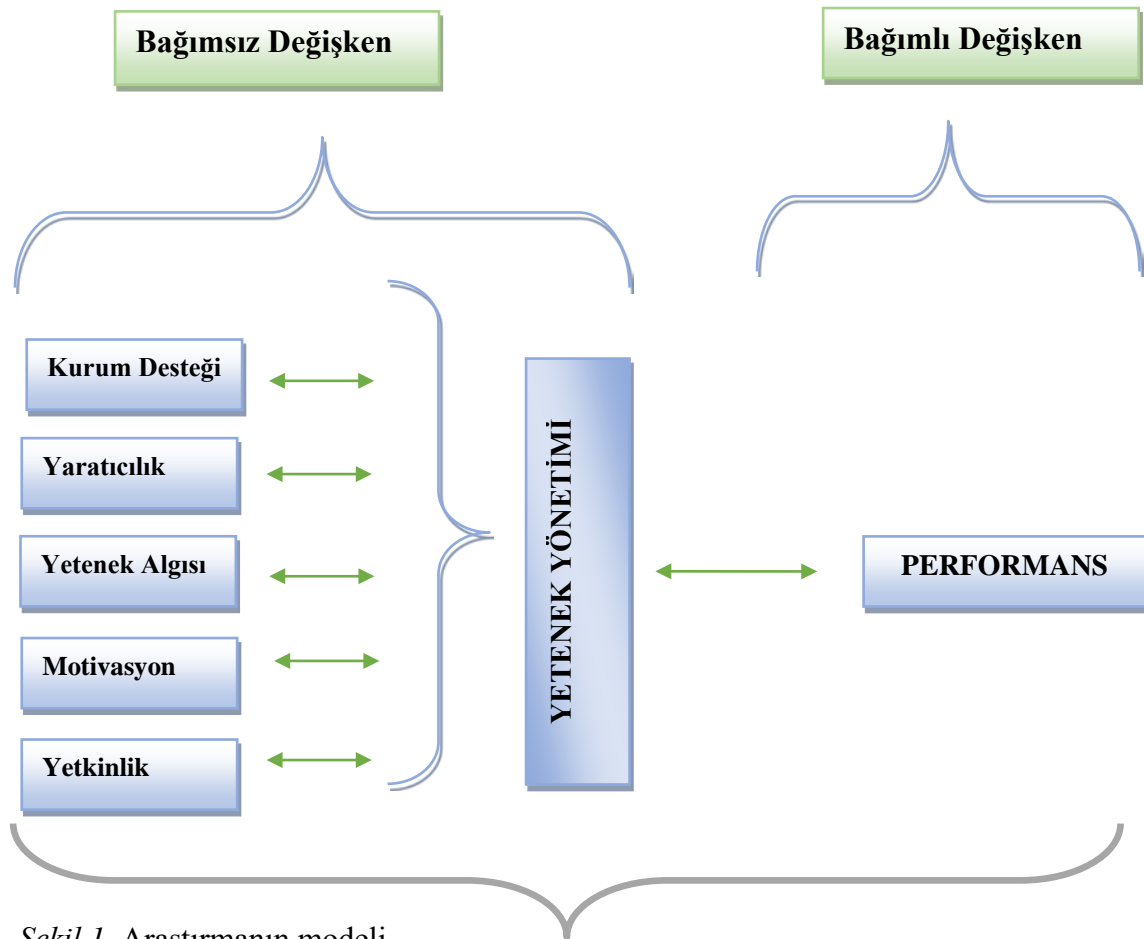 Bağımsız Değişken
Bağımlı Değişken
Kurum Desteği
Yaratıcılık
Yetenek Algısı
Motivasyon
Yetkinlik
YETENEK YÖNETİMİ
PERFORMANS
Şekil 1. Araştırmanın modeli